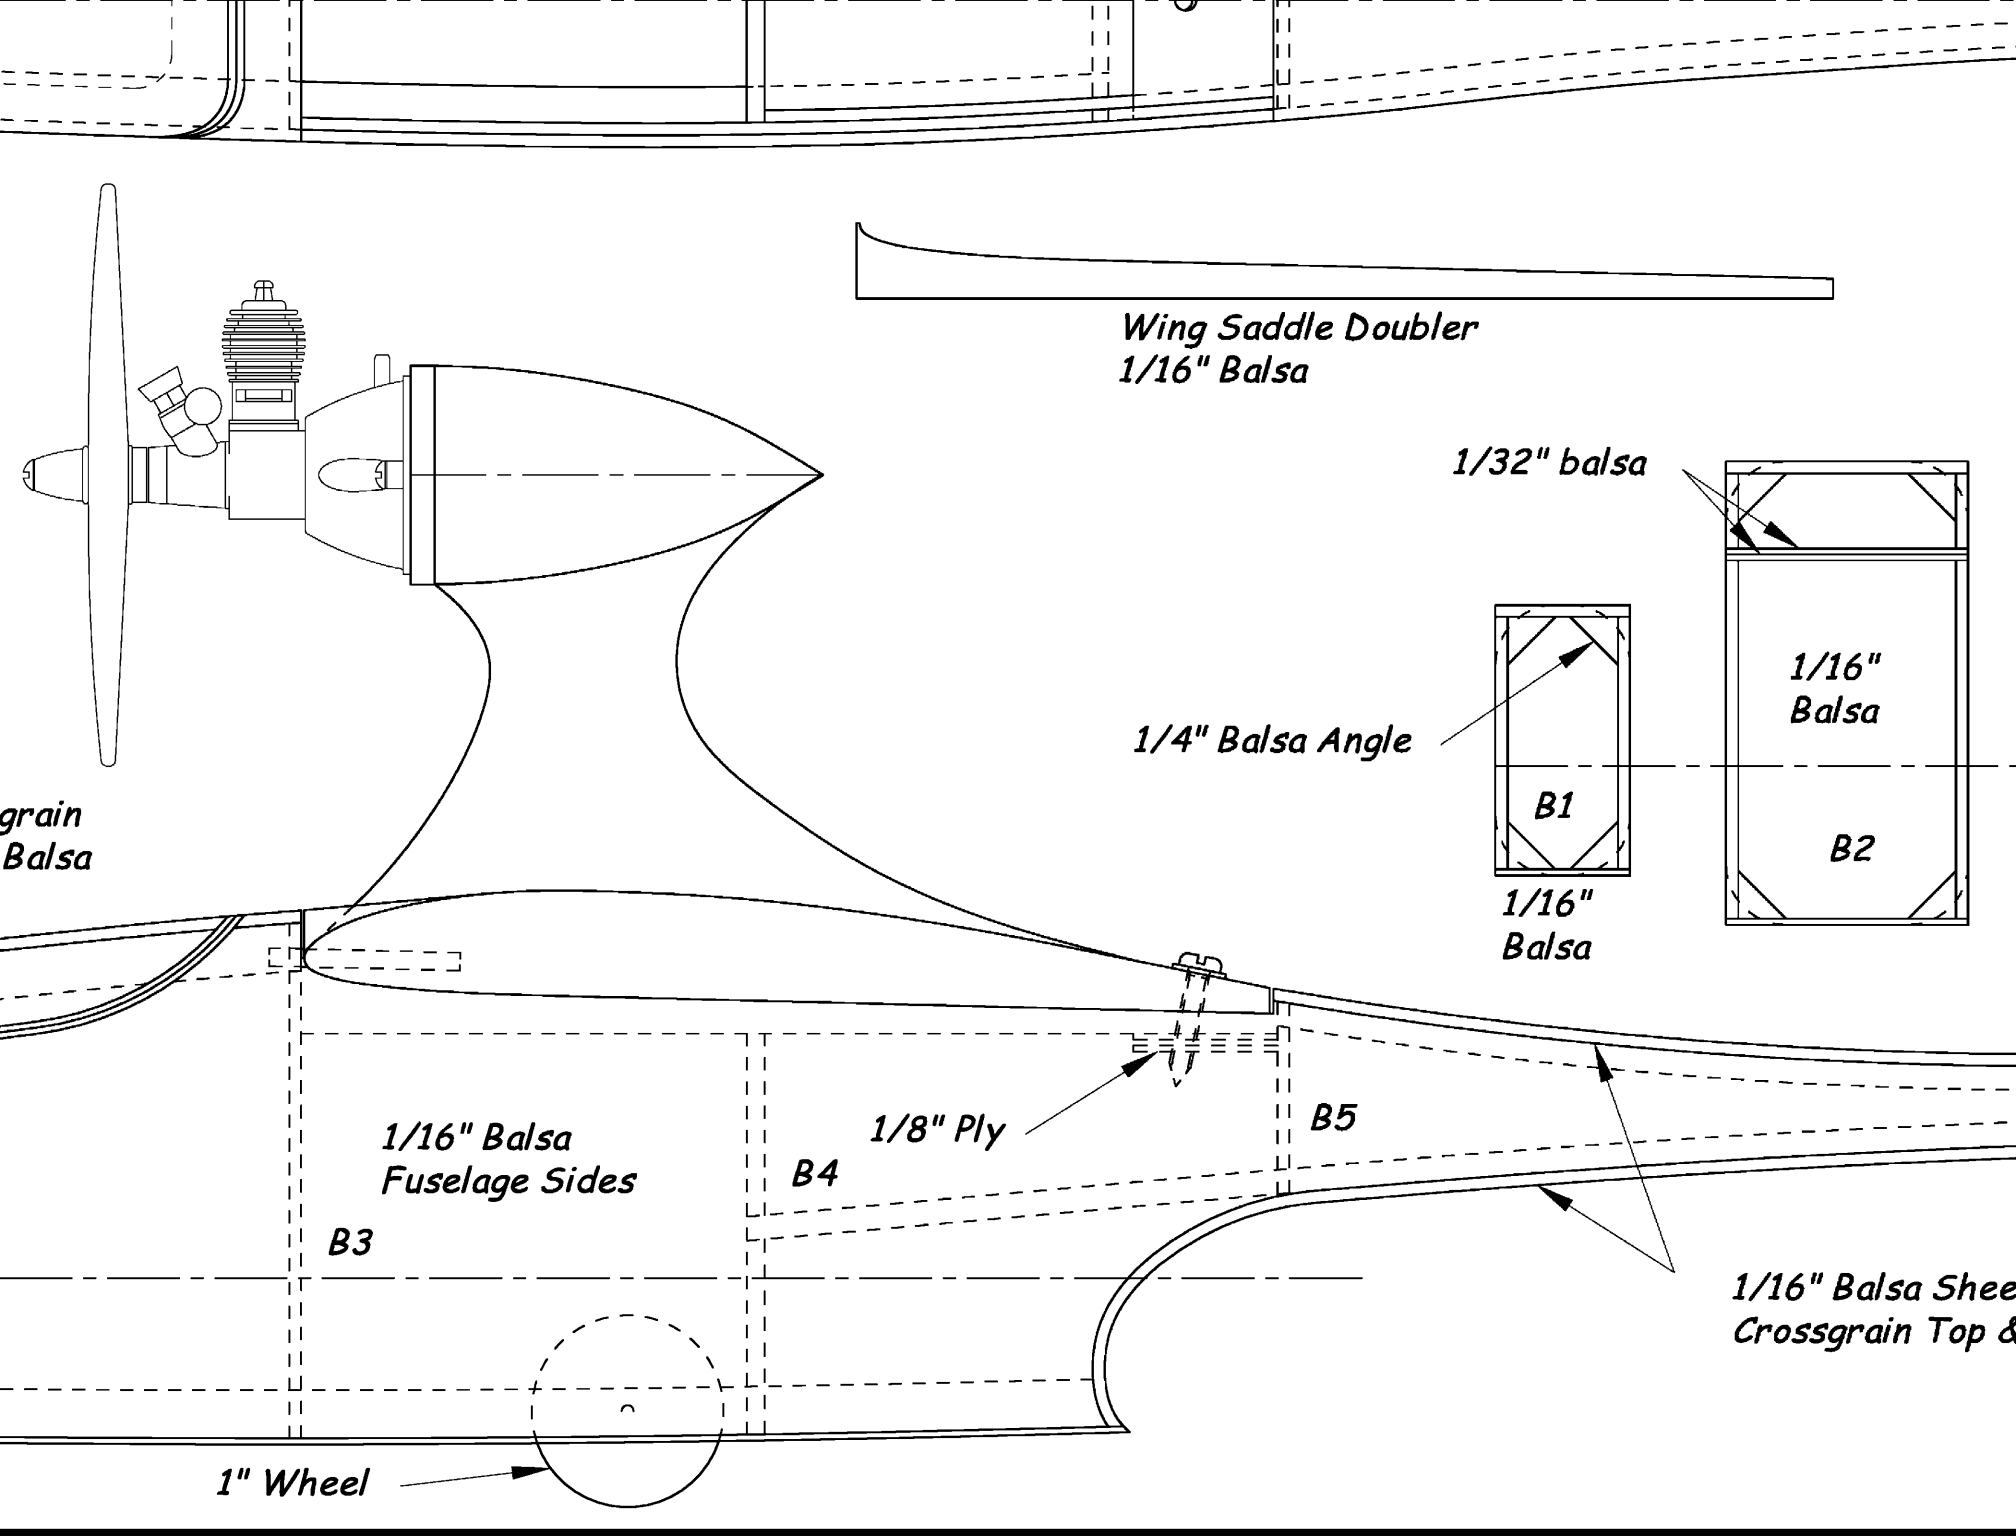 Wing Saddle Doubler
1/16" Balsa
1/32" balsa
1/16"
Balsa
1/4" Balsa Angle
B1
B2
grain
Balsa
1/16"
Balsa
1/8" Ply
B5
1/16" Balsa
Fuselage Sides
B4
B3
1/16" Balsa Shee
Crossgrain Top &
1" Wheel